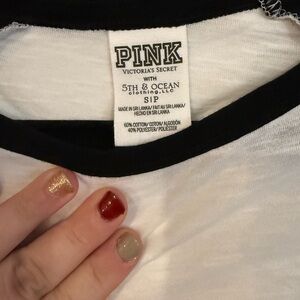 PINK
VICTORIA'S SECRET
WITH
5TH & OCEAN
clothing, LLC
S|P
MADE IN SRI LANKA/ FAIT AU SRI LANKA/
HECHO EN SRI LANKA
60% COTTON/ COTON/ ALGODÓN
40% POLYESTER/ POLIÉSTER